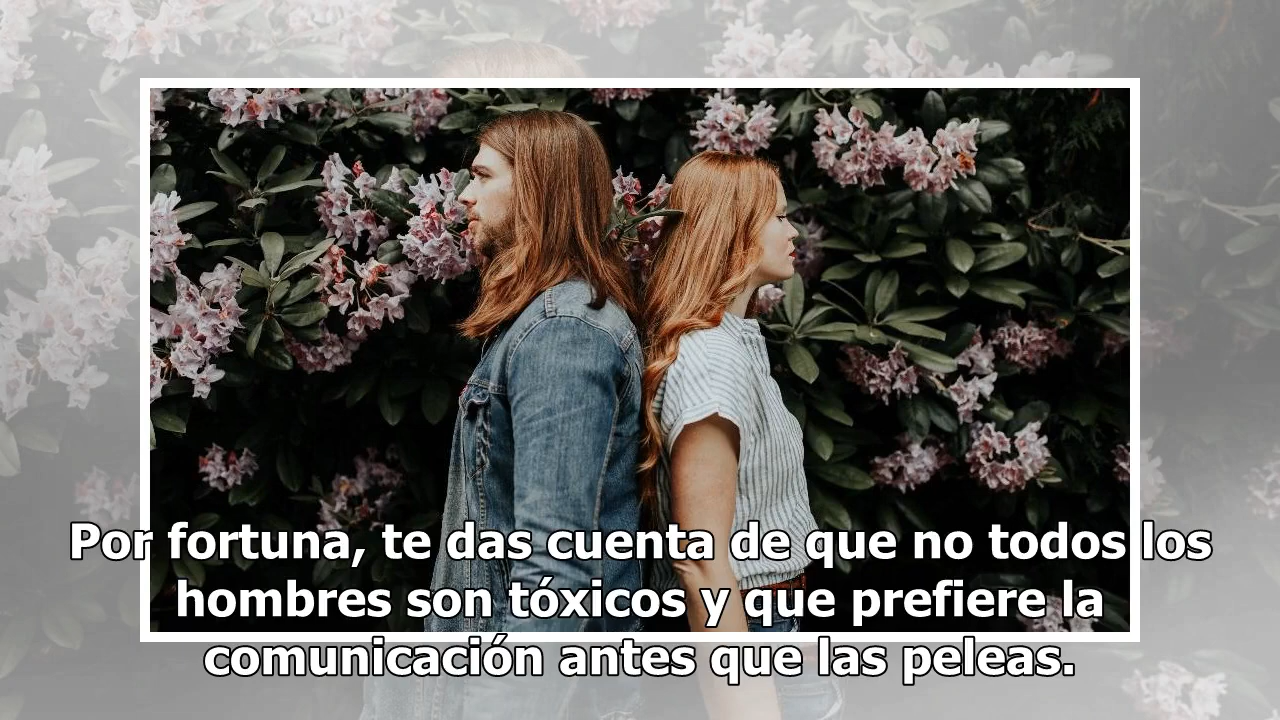 Por fortuna, te das cuenta de que no todos los
hombres son tóxicos y que prefiere la
comunicación antes que las peleas.